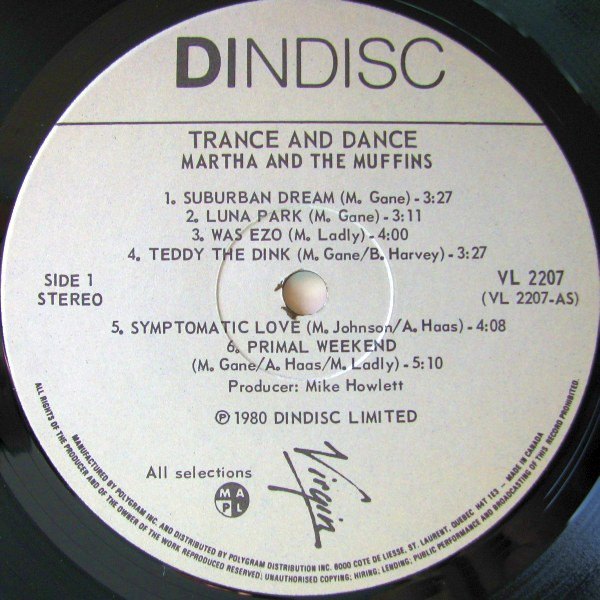 DINDISC
TRANCE AND DANCE
MARTHA AND THE MUFFINS
1. SUBURBAN DREAM (M. Gane) - 3:27
2. LUNA PARK (M. Gane) - 3:11
3. WAS EZO (M. Ladly) - 4:00
4. TEDDY THE DINK (M. Gane/B. Harvey) - 3:27
SIDE 1
STEREO
VL 2207
(VL 2207-AS)
5. SYMPTOMATIC LOVE (M. Johnson/A. Haas) - 4:08
6. PRIMAL WEEKEND
(M. Gane/A. Haas/M. Ladly) - 5:10
Producer: Mike Howlett
℗ 1980 DINDISC LIMITED
All selections
M A
P L
Virgin
MANUFACTURED BY POLYGRAM INC. AND DISTRIBUTED BY POLYGRAM DISTRIBUTION INC. 6000 COTE DE LIESSE, ST. LAURENT, QUEBEC H4T 1E3 - MADE IN CANADA
ALL RIGHTS OF THE PRODUCER AND OF THE OWNER OF THE WORK REPRODUCED RESERVED; UNAUTHORISED COPYING; HIRING; LENDING; PUBLIC PERFORMANCE AND BROADCASTING OF THIS RECORD PROHIBITED.